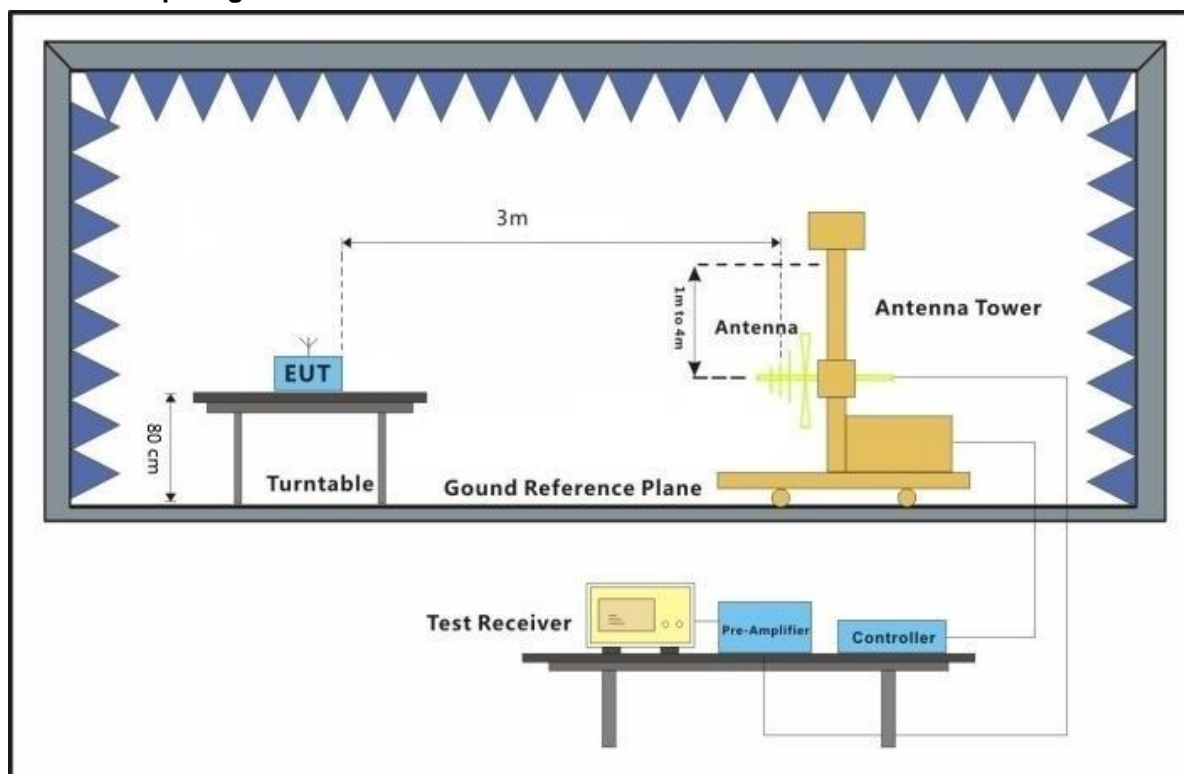 3m
1m to 4m
Antenna
Antenna Tower
EUT
80 cm
Turntable
Gound Reference Plane
Test Receiver
Pre-Amplifier
Controller